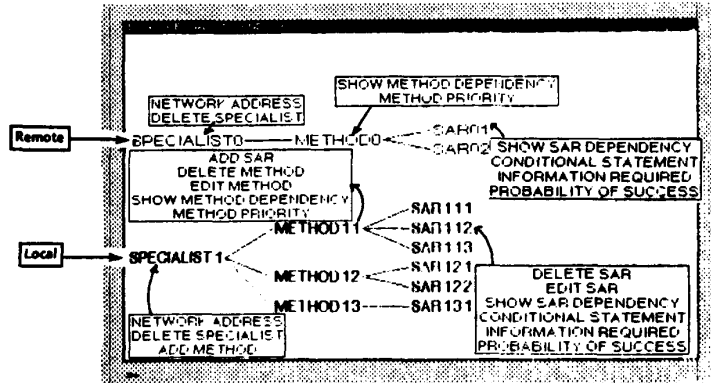 SHOW METHOD DEPENDENCY
METHOD PRIORITY
NETWORK ADDRESS
DELETE SPECIALIST
Remote
SPECIALIST0
METHOD0
SAR01
SAR02
SHOW SAR DEPENDENCY
CONDITIONAL STATEMENT
INFORMATION REQUIRED
PROBABILITY OF SUCCESS
ADD SAR
DELETE METHOD
EDIT METHOD
SHOW METHOD DEPENDENCY
METHOD PRIORITY
Local
SPECIALIST1
METHOD11
SAR111
SAR112
SAR113
METHOD12
SAR121
SAR122
METHOD13
SAR131
DELETE SAR
EDIT SAR
SHOW SAR DEPENDENCY
CONDITIONAL STATEMENT
INFORMATION REQUIRED
PROBABILITY OF SUCCESS
NETWORK ADDRESS
DELETE SPECIALIST
ADD METHOD